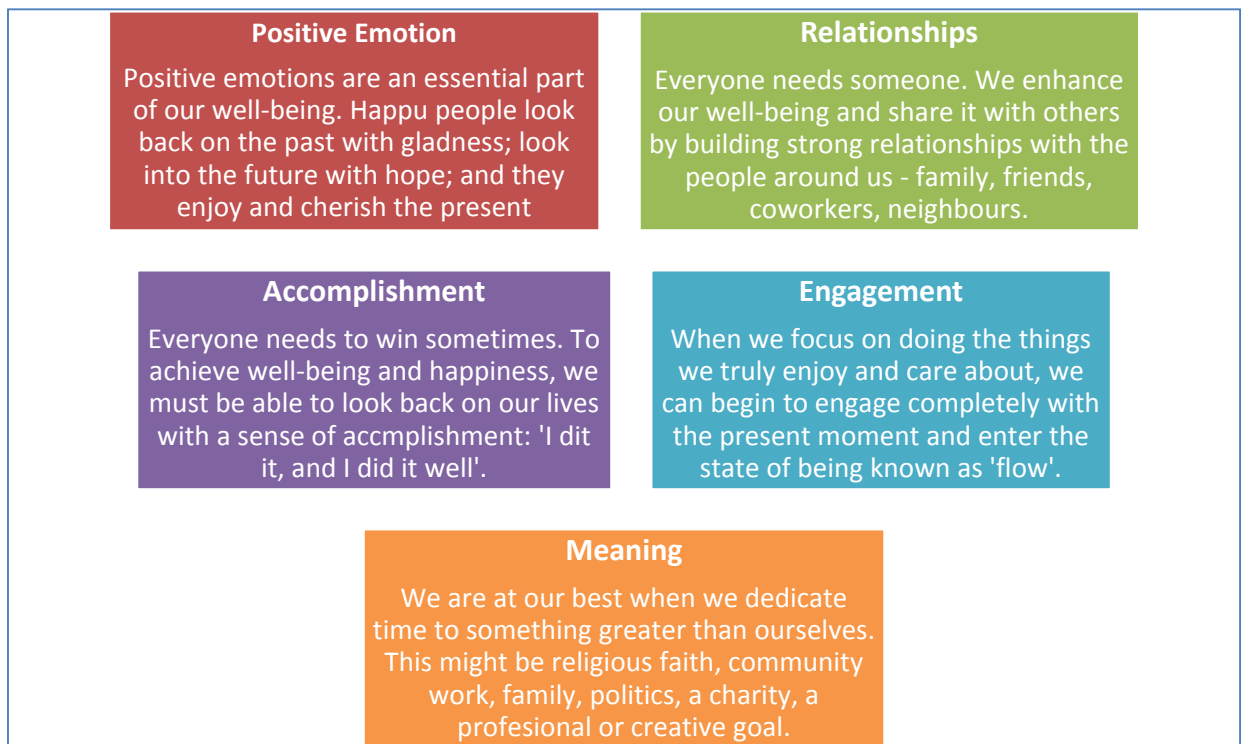 Positive Emotion
Positive emotions are an essential part
of our well-being. Happu people look
back on the past with gladness; look
into the future with hope; and they
enjoy and cherish the present
Relationships
Everyone needs someone. We enhance
our well-being and share it with others
by building strong relationships with the
people around us - family, friends,
coworkers, neighbours.
Accomplishment
Everyone needs to win sometimes. To
achieve well-being and happiness, we
must be able to look back on our lives
with a sense of accmplishment: 'I dit
it, and I did it well'.
Engagement
When we focus on doing the things
we truly enjoy and care about, we
can begin to engage completely with
the present moment and enter the
state of being known as 'flow'.
Meaning
We are at our best when we dedicate
time to something greater than ourselves.
This might be religious faith, community
work, family, politics, a charity, a
profesional or creative goal.